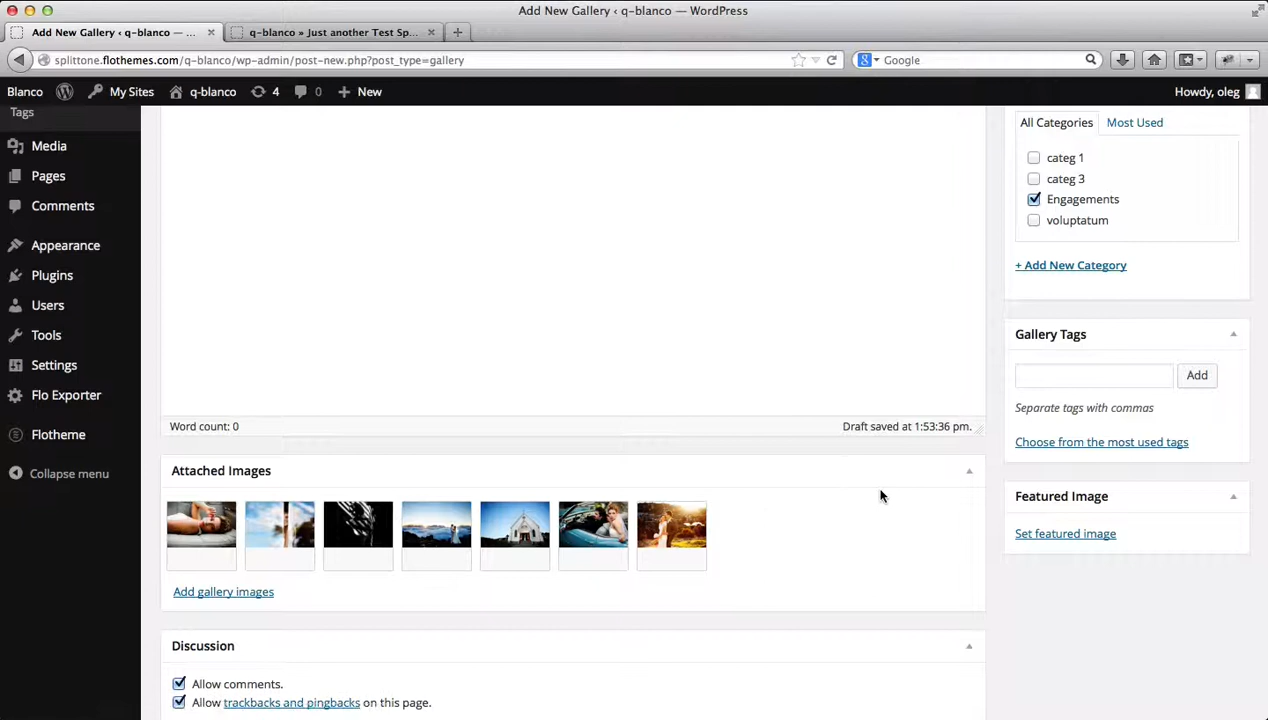 Add New Gallery ‹ q-blanco — WordPress
Add New Gallery ‹ q-blanco — ...
q-blanco » Just another Test Sp...
splittone.flothemes.com/q-blanco/wp-admin/post-new.php?post_type=gallery
Google
Blanco My Sites q-blanco 4 0 New
Howdy, oleg
Tags
Media
Pages
Comments
Appearance
Plugins
Users
Tools
Settings
Flo Exporter
Flotheme
Collapse menu
Word count: 0
Draft saved at 1:53:36 pm.
Attached Images
Add gallery images
Discussion
Allow comments.
Allow trackbacks and pingbacks on this page.
All Categories Most Used
categ 1
categ 3
Engagements
voluptatum
+ Add New Category
Gallery Tags
Add
Separate tags with commas
Choose from the most used tags
Featured Image
Set featured image